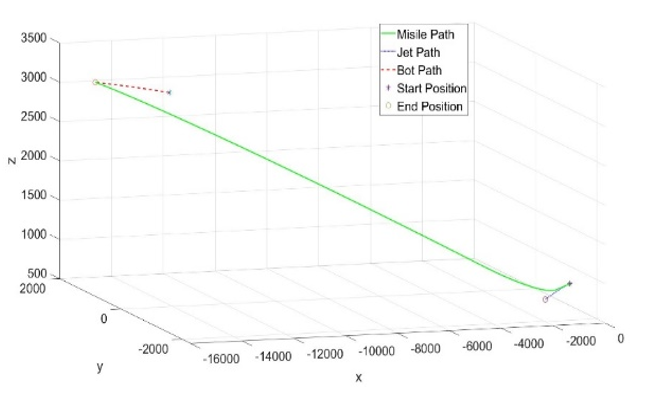 3500
3000
2500
2000
1500
1000
500
z
Misile Path
Jet Path
Bot Path
Start Position
End Position
2000
0
-2000
y
-16000
-14000
-12000
-10000
-8000
-6000
-4000
-2000
0
x